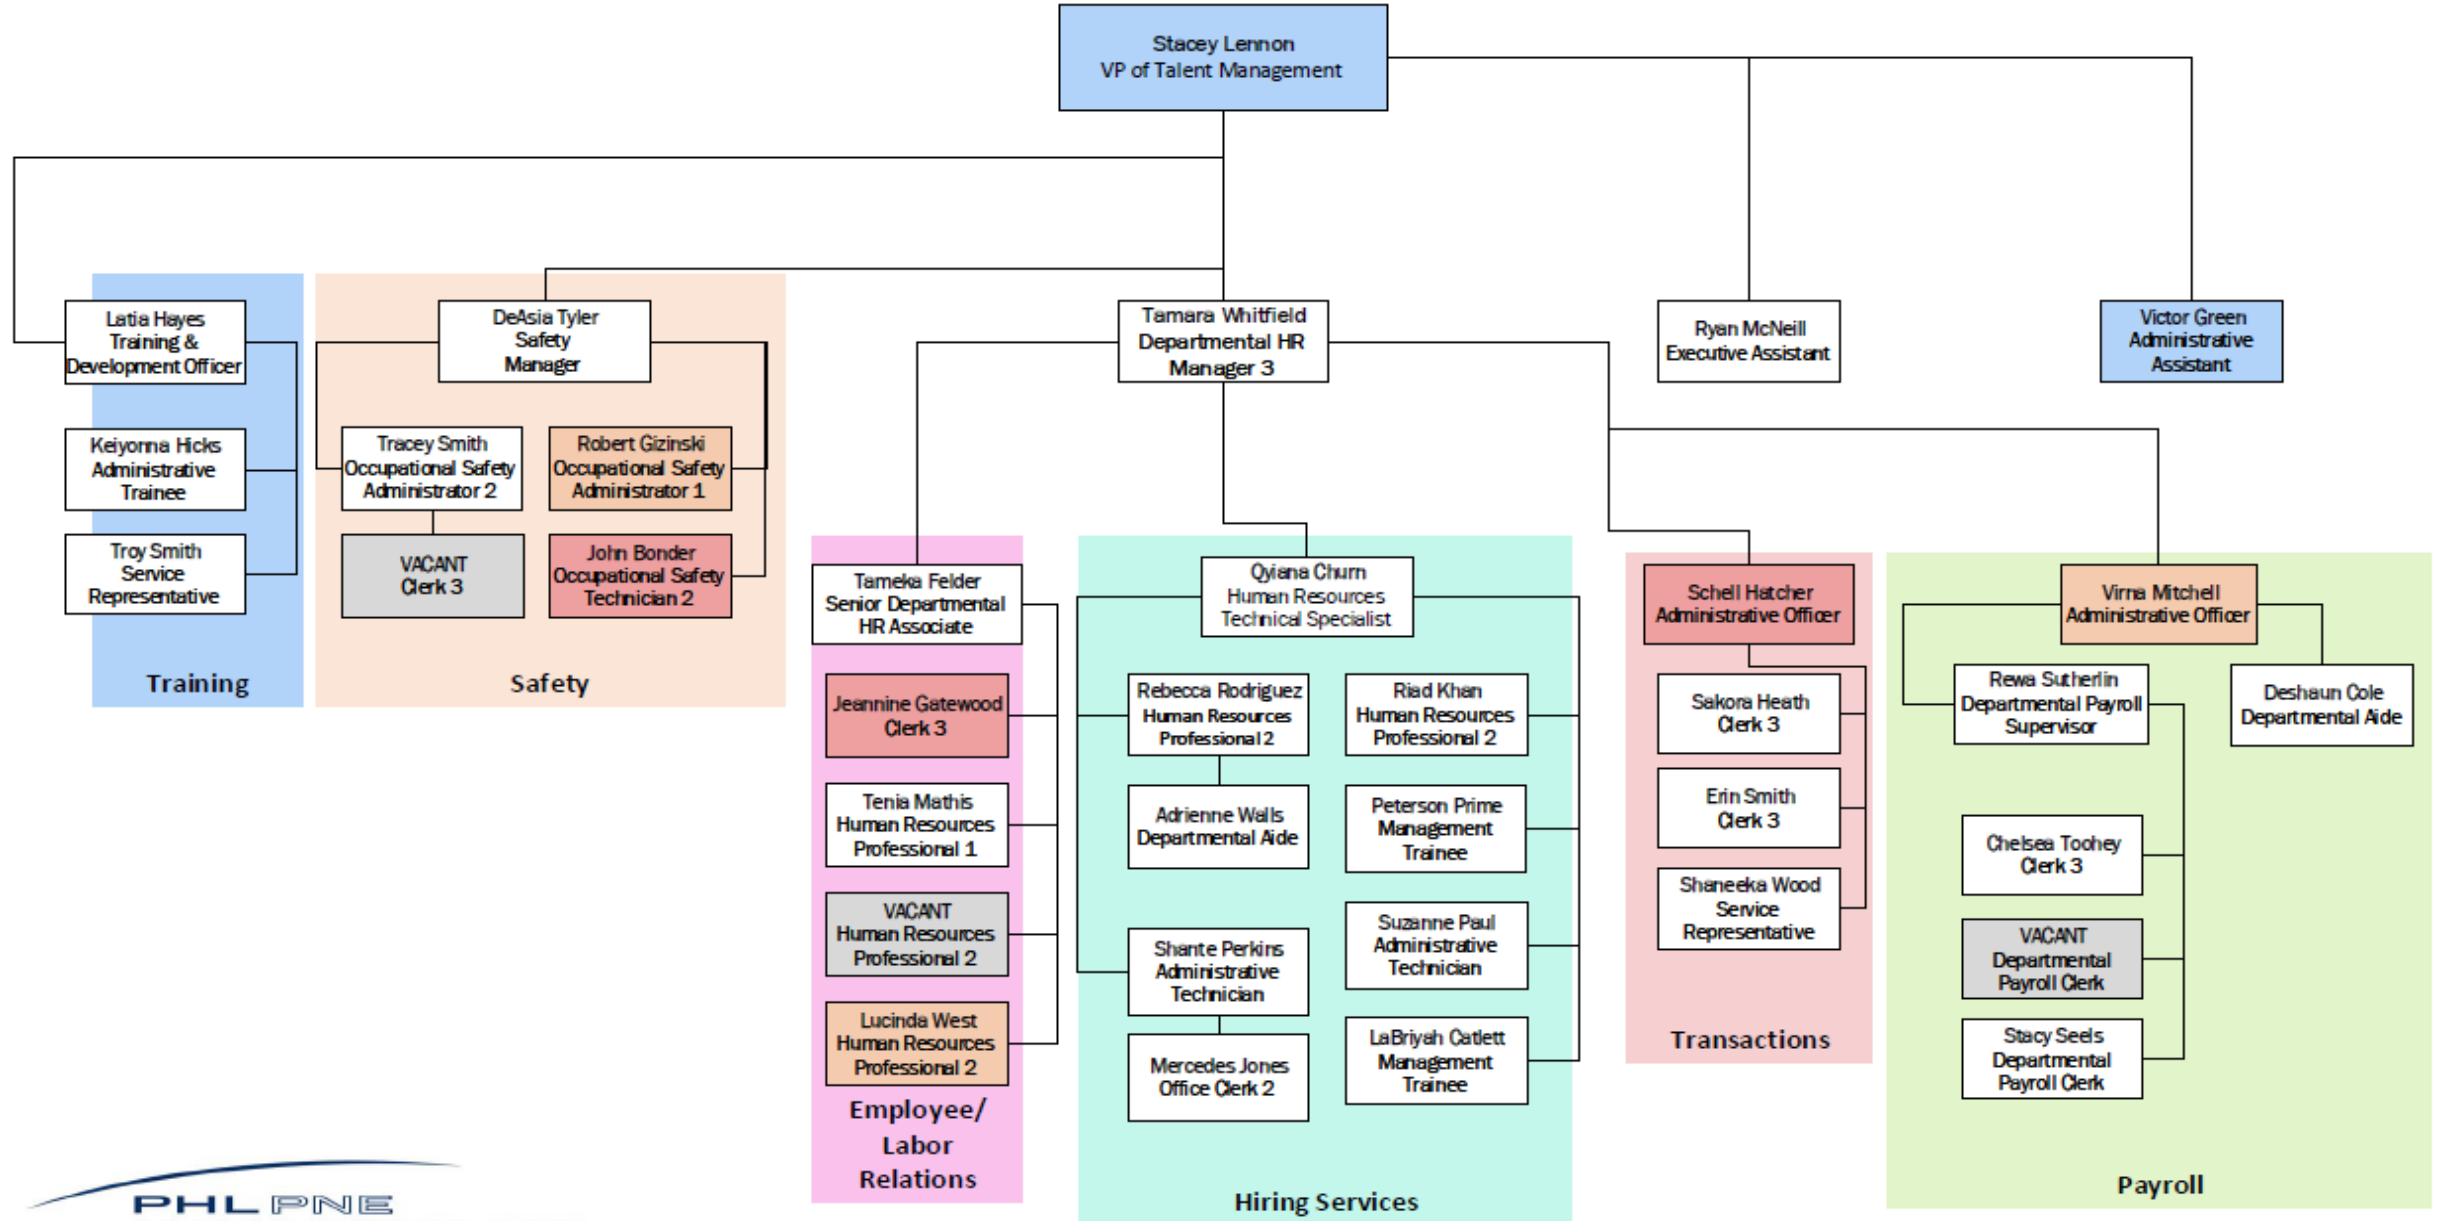 Stacey Lennon
VP of Talent Management
Latia Hayes
Training &
Development Officer
Keiyonna Hicks
Administrative
Trainee
Troy Smith
Service
Representative
Training
DeAsia Tyler
Safety
Manager
Tracey Smith
Occupational Safety
Administrator 2
VACANT
Clerk 3
Robert Gizinski
Occupational Safety
Administrator 1
John Bonder
Occupational Safety
Technician 2
Safety
Tamara Whitfield
Departmental HR
Manager 3
Ryan McNeill
Executive Assistant
Victor Green
Administrative
Assistant
Tameka Felder
Senior Departmental
HR Associate
Jeannine Gatewood
Clerk 3
Tenia Mathis
Human Resources
Professional 1
VACANT
Human Resources
Professional 2
Lucinda West
Human Resources
Professional 2
Employee/
Labor
Relations
Qyiana Churn
Human Resources
Technical Specialist
Rebecca Rodriguez
Human Resources
Professional 2
Adrienne Walls
Departmental Aide
Shante Perkins
Administrative
Technician
Mercedes Jones
Office Clerk 2
Riad Khan
Human Resources
Professional 2
Peterson Prime
Management
Trainee
Suzanne Paul
Administrative
Technician
LaBriyah Catlett
Management
Trainee
Hiring Services
Schell Hatcher
Administrative Officer
Sakora Heath
Clerk 3
Erin Smith
Clerk 3
Shaneeka Wood
Service
Representative
Transactions
Virna Mitchell
Administrative Officer
Rewa Sutherlin
Departmental Payroll
Supervisor
Deshaun Cole
Departmental Aide
Chelsea Toohey
Clerk 3
VACANT
Departmental
Payroll Clerk
Stacy Seels
Departmental
Payroll Clerk
Payroll
PHL PNE